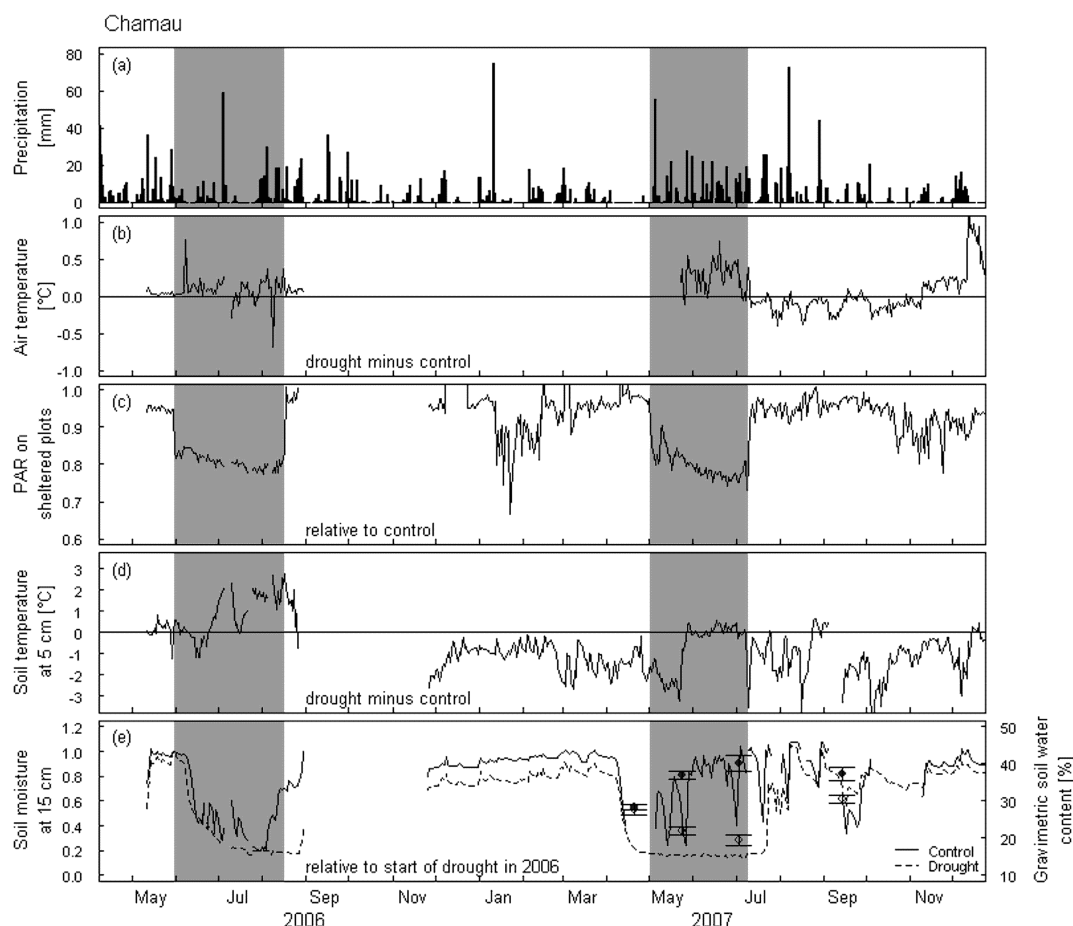 Chamau
(a)
Precipitation
[mm]
80
60
40
20
0
(b)
Air temperature
[°C]
1.0
0.5
0.0
-0.5
-1.0
drought minus control
(c)
PAR on
sheltered plots
1.0
0.9
0.8
0.7
0.6
relative to control
(d)
Soil temperature
at 5 cm [°C]
3
2
1
0
-1
-2
-3
drought minus control
(e)
Soil moisture
at 15 cm
1.2
1.0
0.8
0.6
0.4
0.2
0.0
relative to start of drought in 2006
Control
Drought
50
40
30
20
10
Gravimetric soil water
content [%]
May Jul Sep Nov Jan Mar May Jul Sep Nov
2006 2007